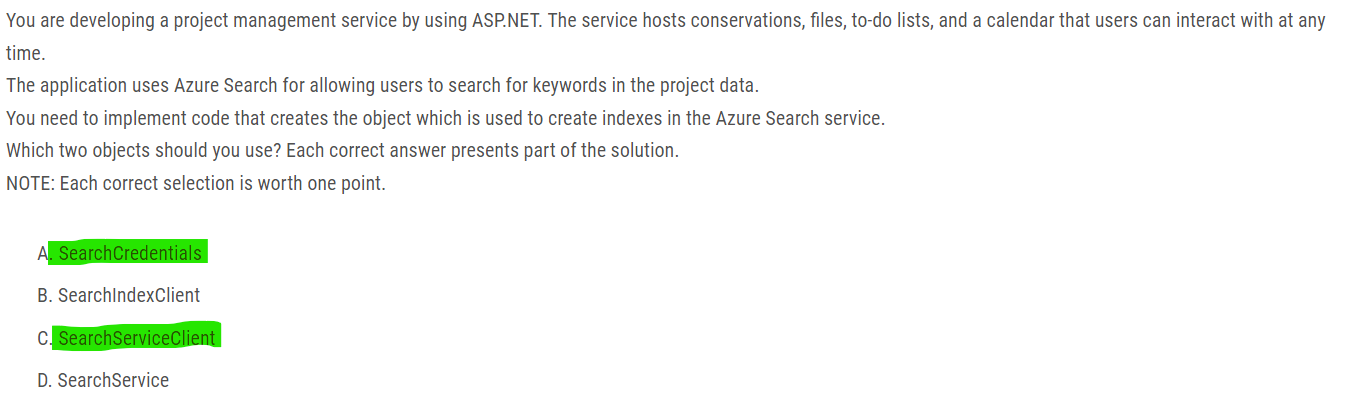 You are developing a project management service by using ASP.NET. The service hosts conservations, files, to-do lists, and a calendar that users can interact with at any
time.
The application uses Azure Search for allowing users to search for keywords in the project data.
You need to implement code that creates the object which is used to create indexes in the Azure Search service.
Which two objects should you use? Each correct answer presents part of the solution.
NOTE: Each correct selection is worth one point.
A. SearchCredentials
B. SearchIndexClient
C. SearchServiceClient
D. SearchService